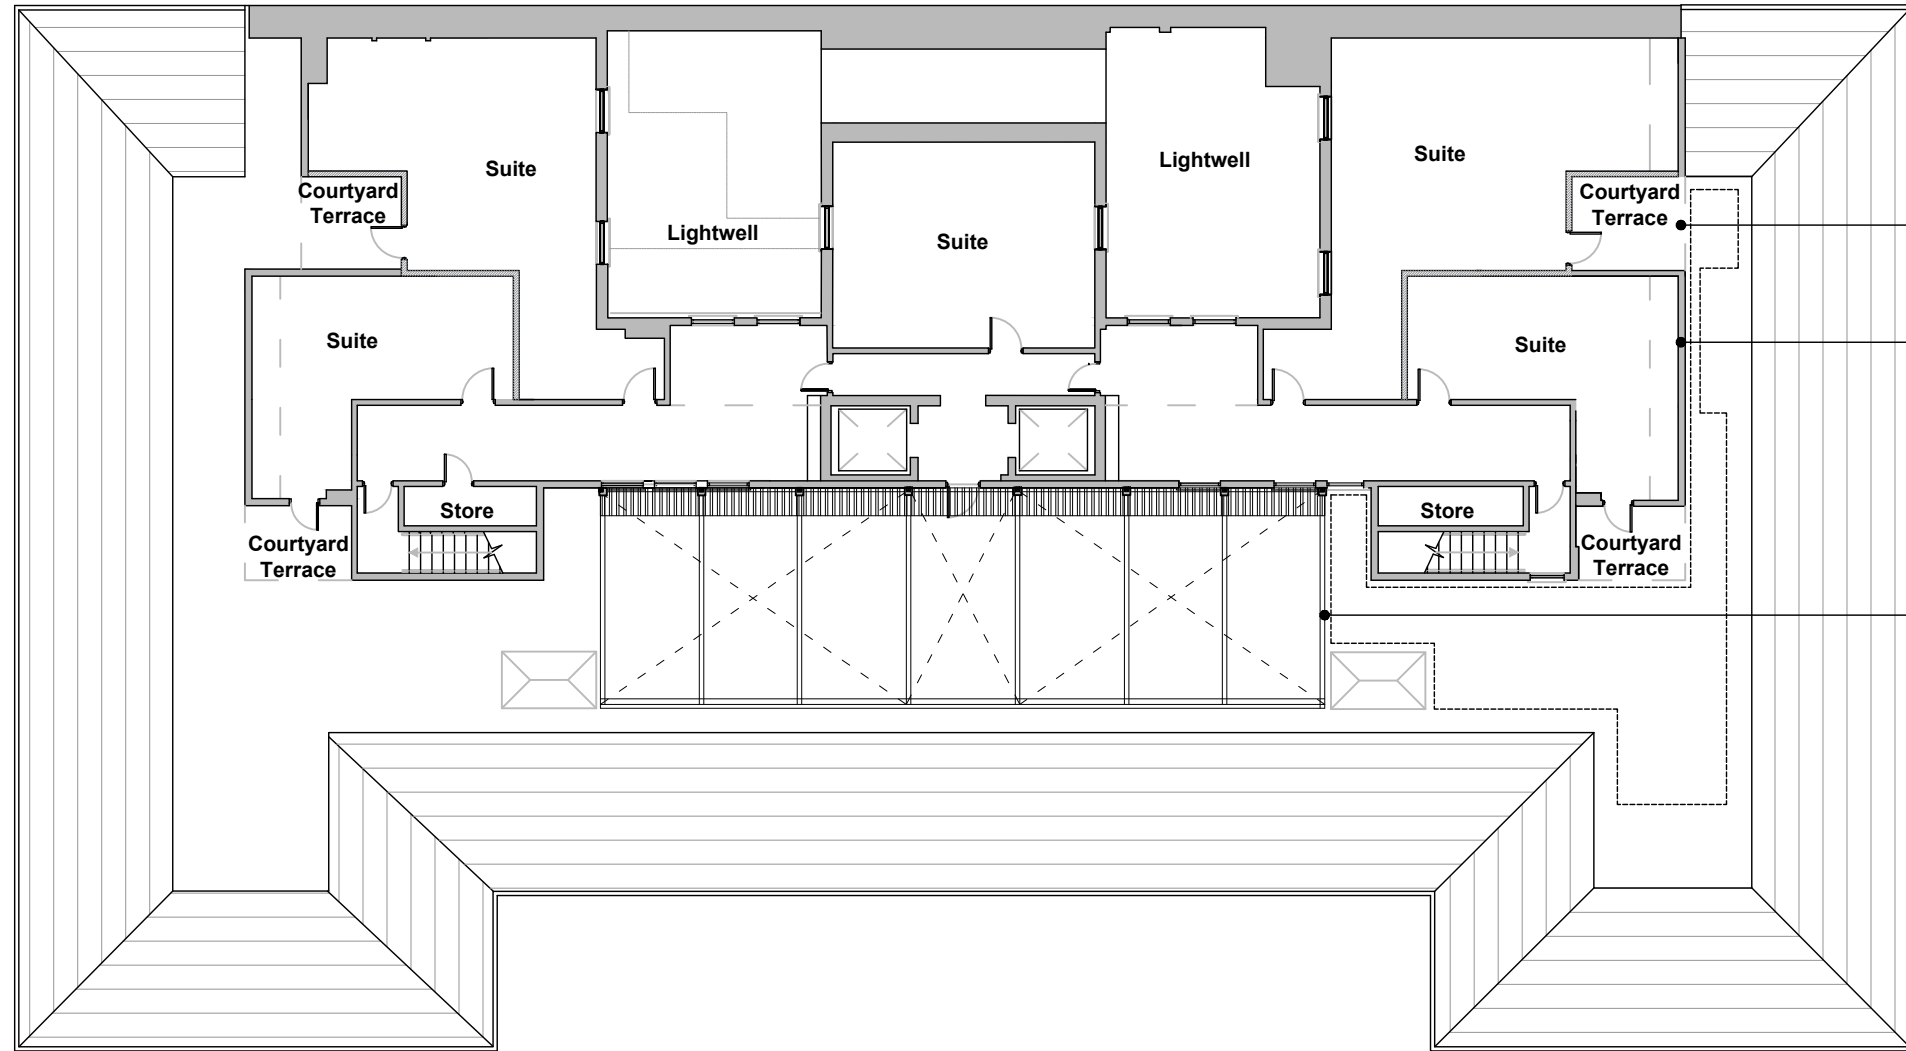 Suite
Lightwell
Suite
Lightwell
Suite
Courtyard
Terrace
Courtyard
Terrace
Suite
Suite
Store
Store
Courtyard
Terrace
Courtyard
Terrace